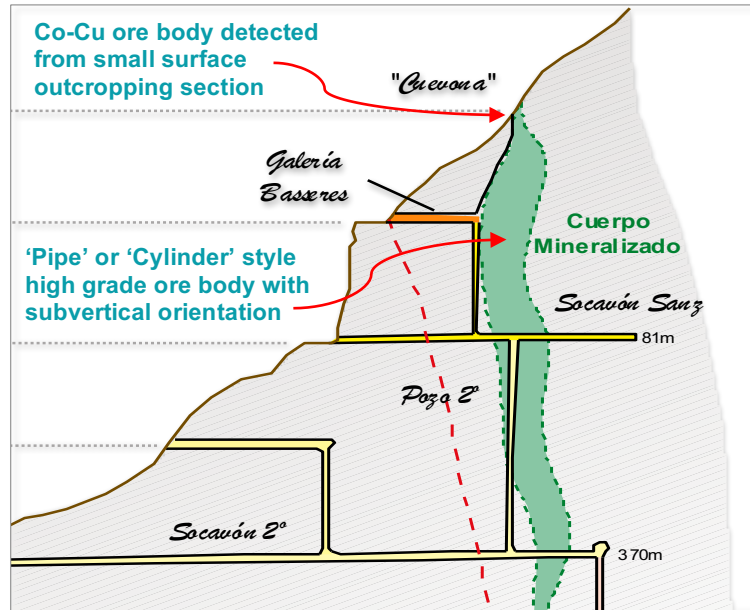 Co-Cu ore body detected
from small surface
outcropping section
"Cuevona"
Galería
Basseres
Cuerpo
Mineralizado
'Pipe' or 'Cylinder' style
high grade ore body with
subvertical orientation
Socavón Sanz
81m
Pozo 2º
Socavón 2º
370m